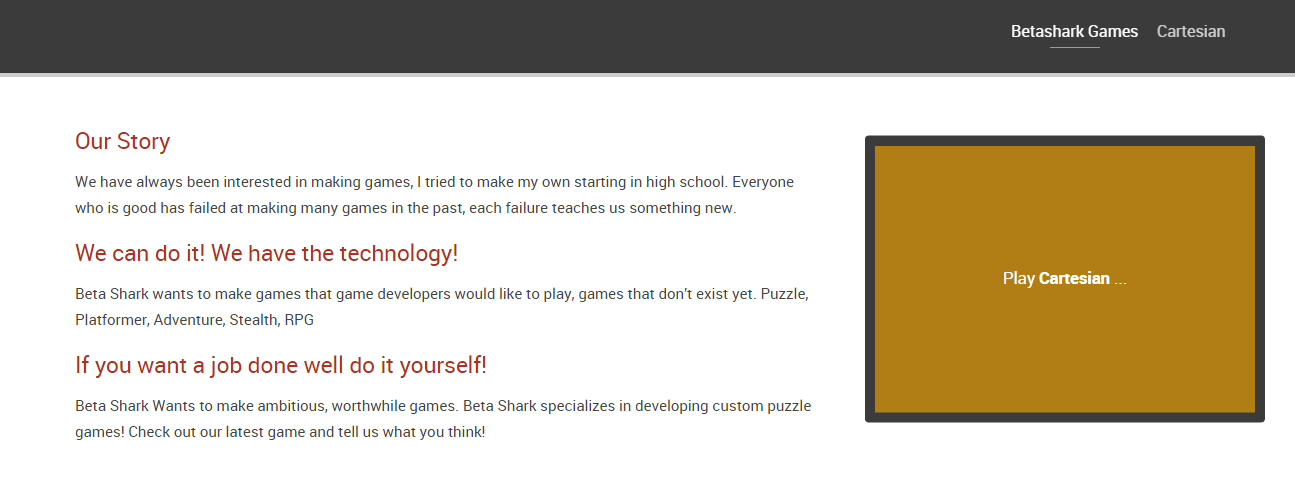 Betashark Games Cartesian
Our Story
We have always been interested in making games, I tried to make my own starting in high school. Everyone
who is good has failed at making many games in the past, each failure teaches us something new.
We can do it! We have the technology!
Beta Shark wants to make games that game developers would like to play, games that don’t exist yet. Puzzle,
Platformer, Adventure, Stealth, RPG
If you want a job done well do it yourself!
Beta Shark Wants to make ambitious, worthwhile games. Beta Shark specializes in developing custom puzzle
games! Check out our latest game and tell us what you think!
Play Cartesian ...